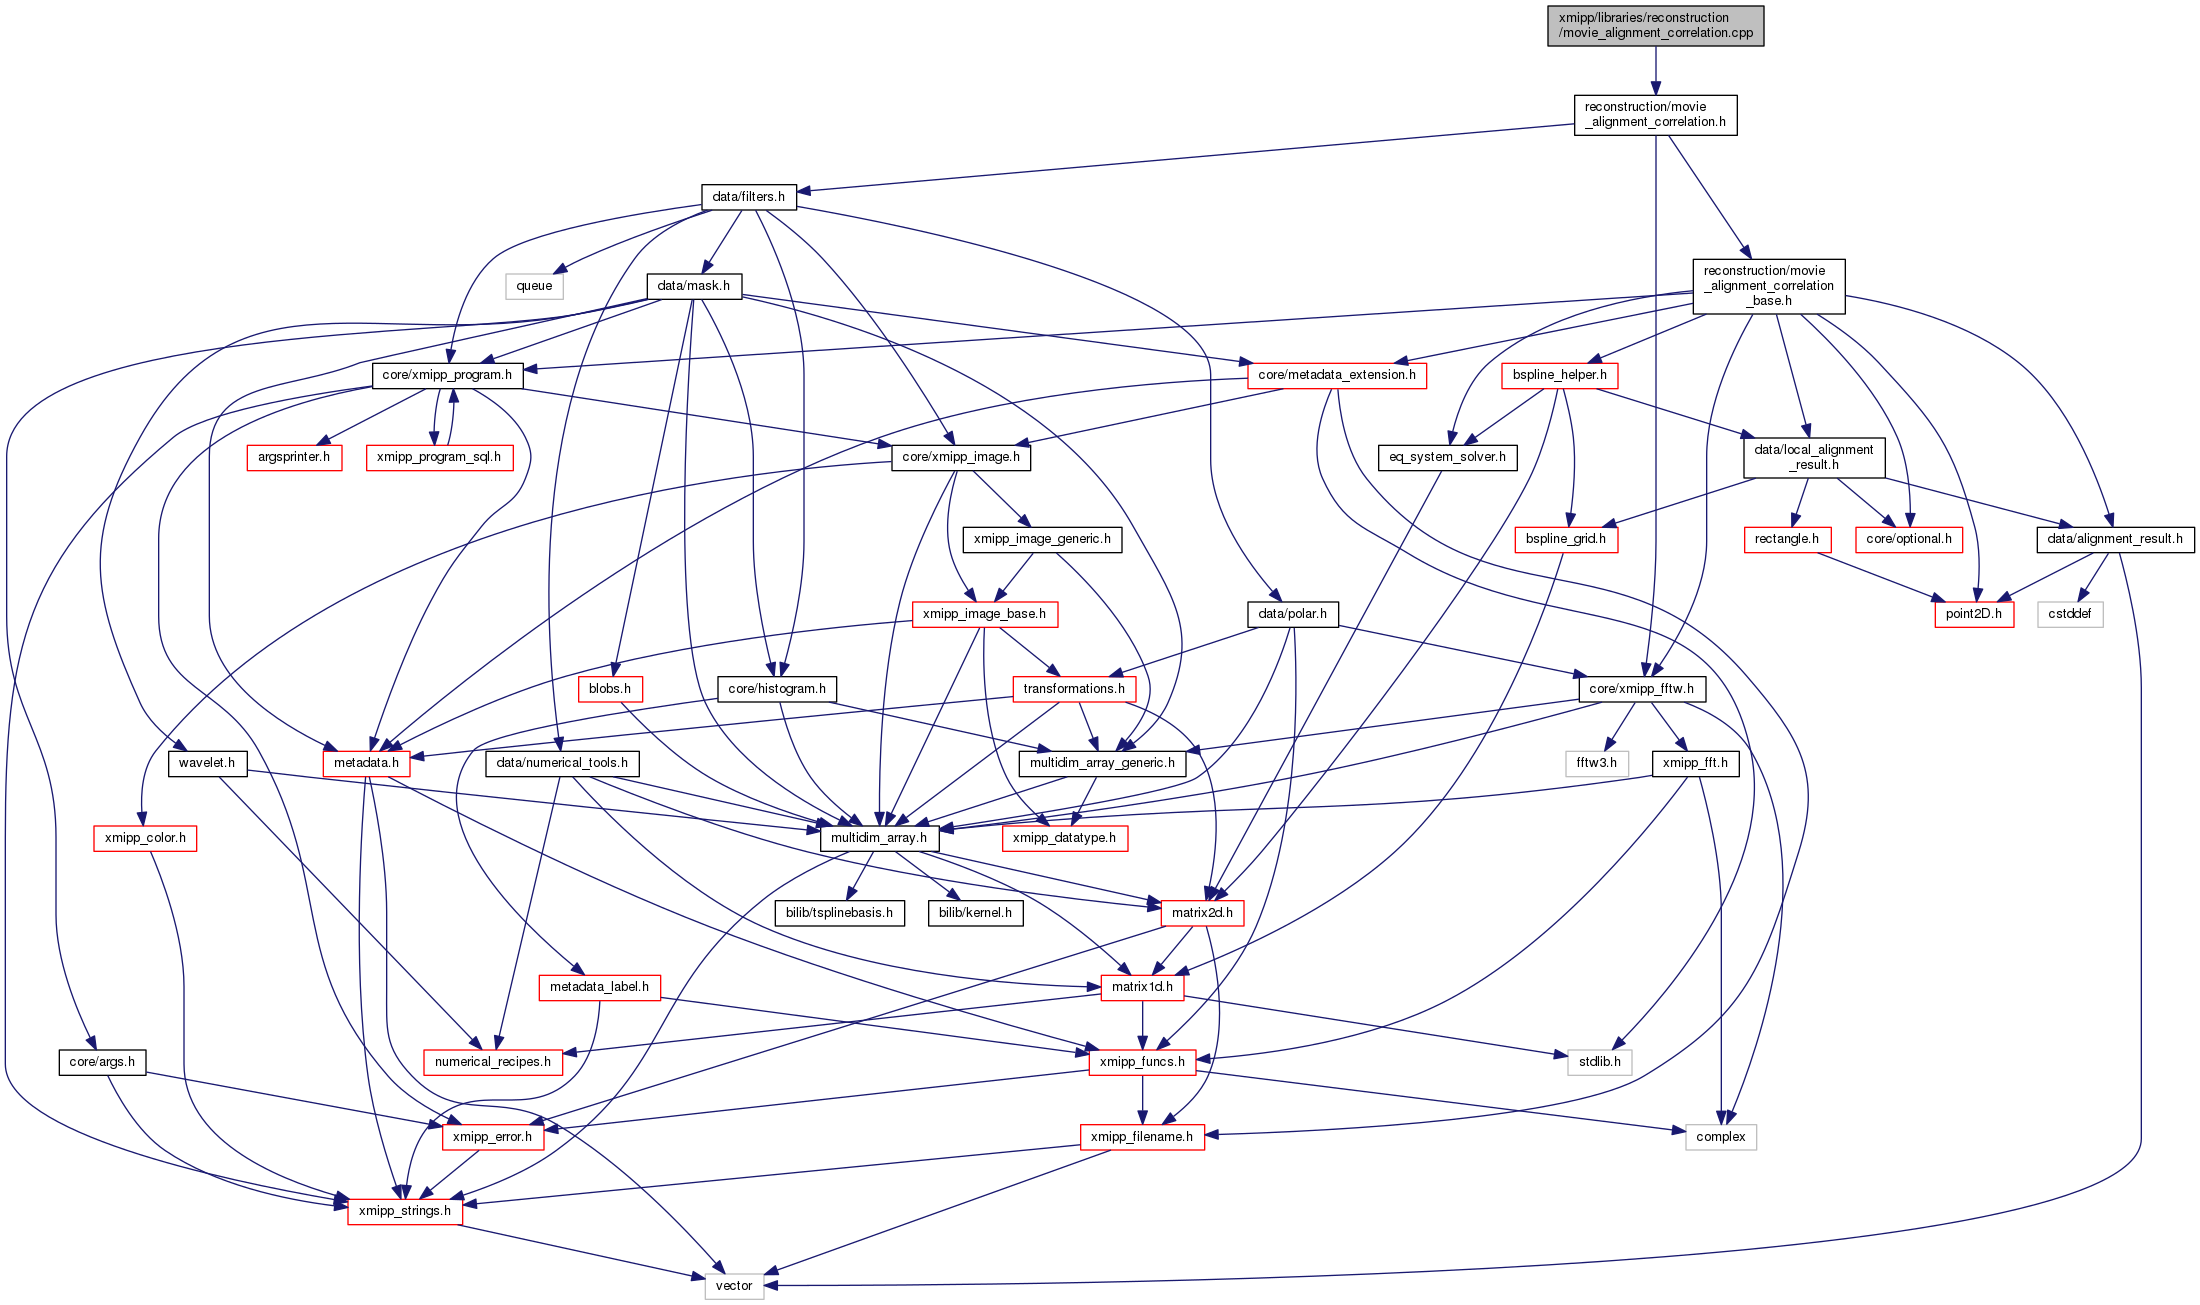 xmipp/libraries/reconstruction
/movie_alignment_correlation.cpp
reconstruction/movie
_alignment_correlation.h
data/filters.h
queue
data/mask.h
reconstruction/movie
_alignment_correlation
_base.h
core/xmipp_program.h
core/metadata_extension.h
bspline_helper.h
argsprinter.h
xmipp_program_sql.h
core/xmipp_image.h
eq_system_solver.h
data/local_alignment
_result.h
xmipp_image_generic.h
bspline_grid.h
rectangle.h
core/optional.h
data/alignment_result.h
xmipp_image_base.h
data/polar.h
point2D.h
cstddef
blobs.h
core/histogram.h
transformations.h
core/xmipp_fftw.h
wavelet.h
metadata.h
data/numerical_tools.h
multidim_array_generic.h
fftw3.h
xmipp_fft.h
xmipp_color.h
multidim_array.h
xmipp_datatype.h
bilib/tsplinebasis.h
bilib/kernel.h
matrix2d.h
metadata_label.h
matrix1d.h
core/args.h
numerical_recipes.h
xmipp_funcs.h
stdlib.h
xmipp_error.h
xmipp_filename.h
complex
xmipp_strings.h
vector